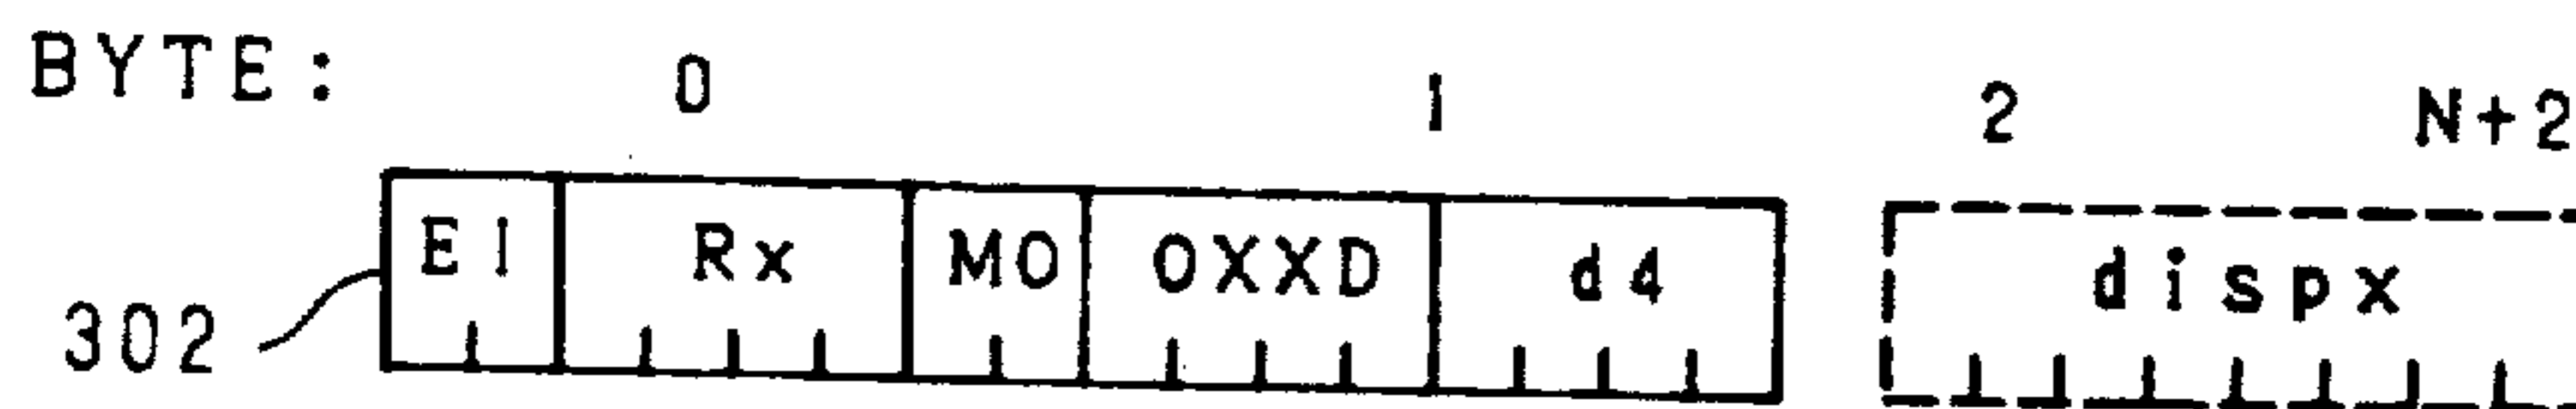 BYTE: 0 1 2 N+2
302 EI Rx MO OXXD d4 dispx